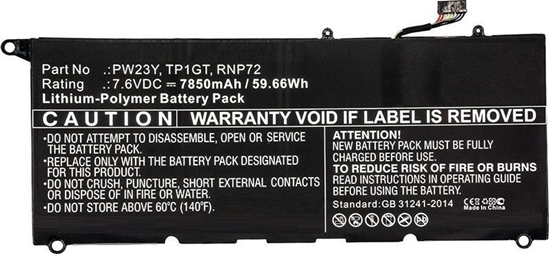 Part No .:PW23Y, TP1GT, RNP72
Rating .:7.6VDC 7850mAh / 59.66Wh
Lithium-Polymer Battery Pack
CAUTION WARRANTY VOID IF LABEL IS REMOVED
•DO NOT ATTEMPT TO DISASSEMBLE, OPEN OR SERVICE
THE BATTERY PACK
•REPLACE ONLY WITH THE BATTERY PACK DESIGNATED
FOR THIS PRODUCT.
•DO NOT CRUSH, PUNCTURE, SHORT EXTERNAL CONTACTS
OR DISPOSE OF IN FIRE OR WATER
•DO NOT PLACE ABOVE 60°C (140°F)
ATTENTION!
NEW BATTERY PACK MUST BE FULLY
CHARGED BEFORE USE.
TO REDUCE RISK OF FIRE OR BURNS
READ INSTRUCTIONS IN OPERATING GUIDE
BEFORE USE.
Standard:GB 31241-2014
Made in China